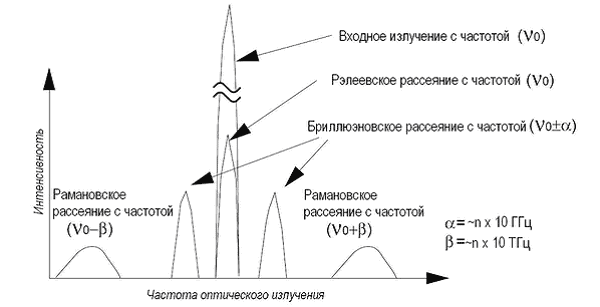 Входное излучение с частотой (ν₀)
Рэлеевское рассеяние с частотой (ν₀)
Бриллюэновское рассеяние с частотой (ν₀±α)
Интенсивность
Рамановское
рассеяние с частотой
(ν₀–β)
Рамановское
рассеяние с частотой
(ν₀+β)
α = ~n x 10 ГГц
β = ~n x 10 ТГц
Частота оптического излучения